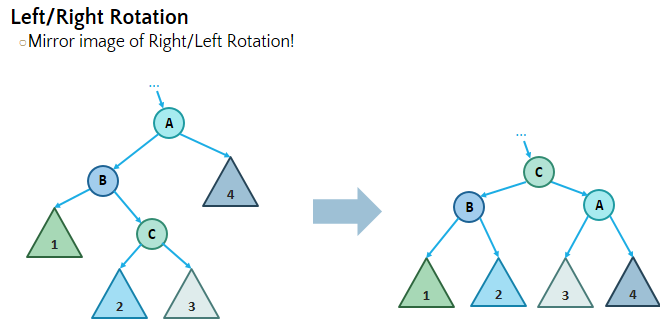 Left/Right Rotation
○Mirror image of Right/Left Rotation!
...
A
B
4
C
1
2
3
...
C
B
A
1
2
3
4